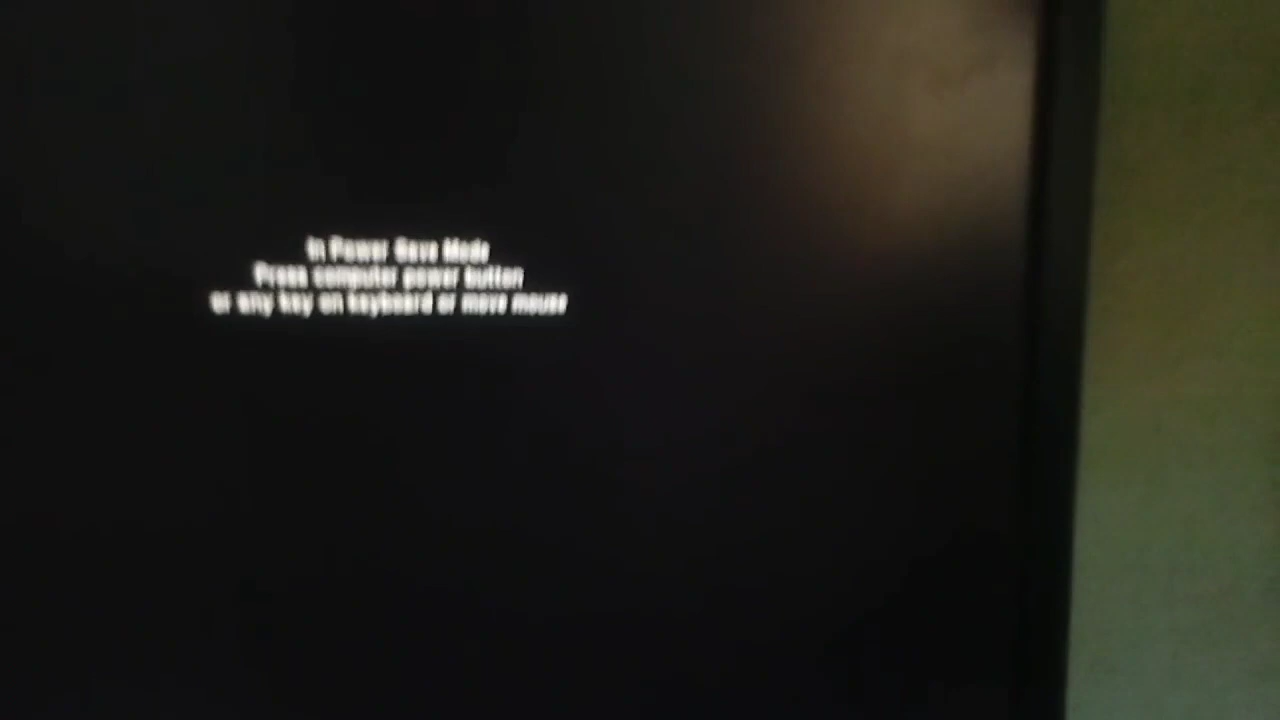 In Power Save Mode
Press computer power button
or any key on keyboard or move mouse